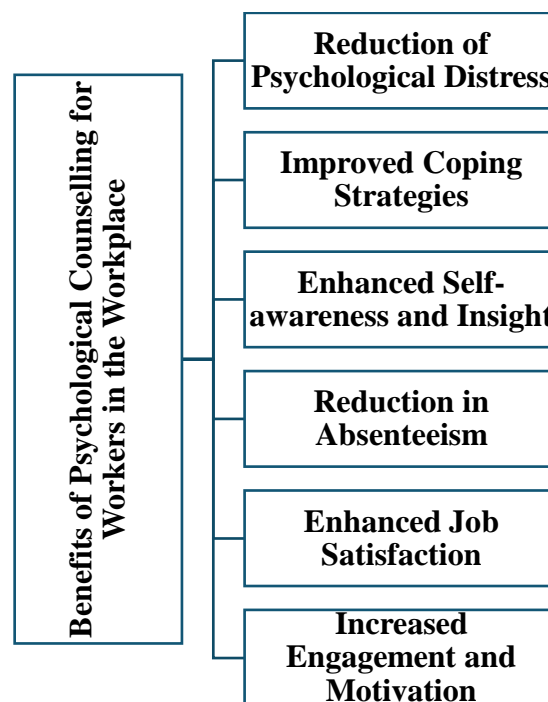 Benefits of Psychological Counselling for
Workers in the Workplace
Reduction of
Psychological Distress
Improved Coping
Strategies
Enhanced Self-
awareness and Insight
Reduction in
Absenteeism
Enhanced Job
Satisfaction
Increased
Engagement and
Motivation